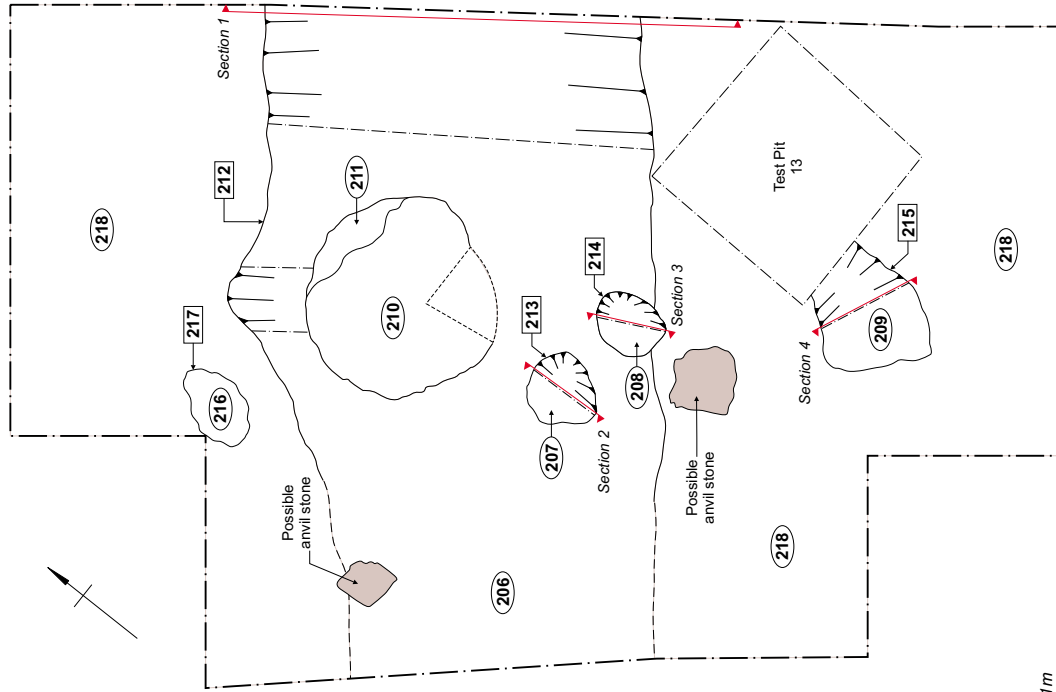 Section 1
218
212
211
217
210
216
214
213
Section 3
208
207
Section 2
Test Pit
13
215
218
209
Section 4
Possible
anvil stone
Possible
anvil stone
206
218
1m